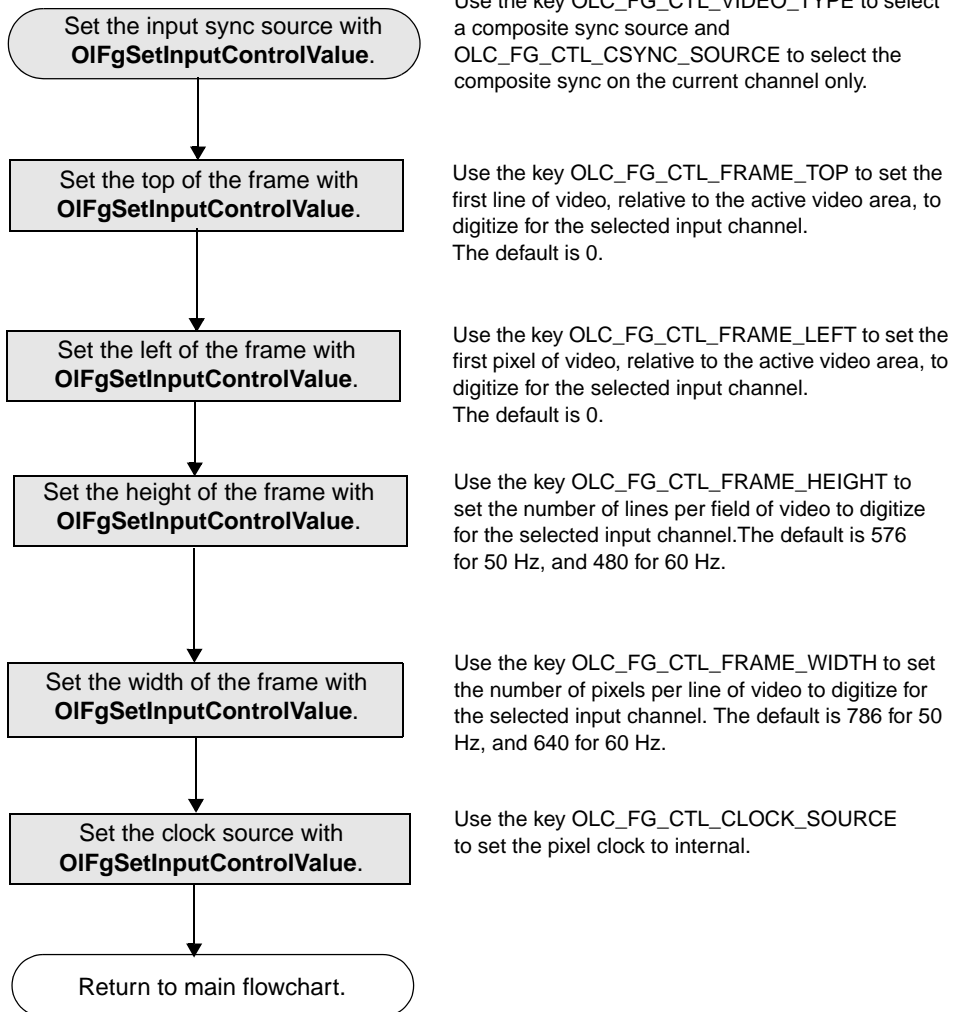 Set the input sync source with
OlFgSetInputControlValue.
Use the key OLC_FG_CTL_VIDEO_TYPE to select
a composite sync source and
OLC_FG_CTL_CSYNC_SOURCE to select the
composite sync on the current channel only.
Set the top of the frame with
OlFgSetInputControlValue.
Use the key OLC_FG_CTL_FRAME_TOP to set the
first line of video, relative to the active video area, to
digitize for the selected input channel.
The default is 0.
Set the left of the frame with
OlFgSetInputControlValue.
Use the key OLC_FG_CTL_FRAME_LEFT to set the
first pixel of video, relative to the active video area, to
digitize for the selected input channel.
The default is 0.
Set the height of the frame with
OlFgSetInputControlValue.
Use the key OLC_FG_CTL_FRAME_HEIGHT to
set the number of lines per field of video to digitize
for the selected input channel.The default is 576
for 50 Hz, and 480 for 60 Hz.
Set the width of the frame with
OlFgSetInputControlValue.
Use the key OLC_FG_CTL_FRAME_WIDTH to set
the number of pixels per line of video to digitize for
the selected input channel. The default is 786 for 50
Hz, and 640 for 60 Hz.
Set the clock source with
OlFgSetInputControlValue.
Use the key OLC_FG_CTL_CLOCK_SOURCE
to set the pixel clock to internal.
Return to main flowchart.